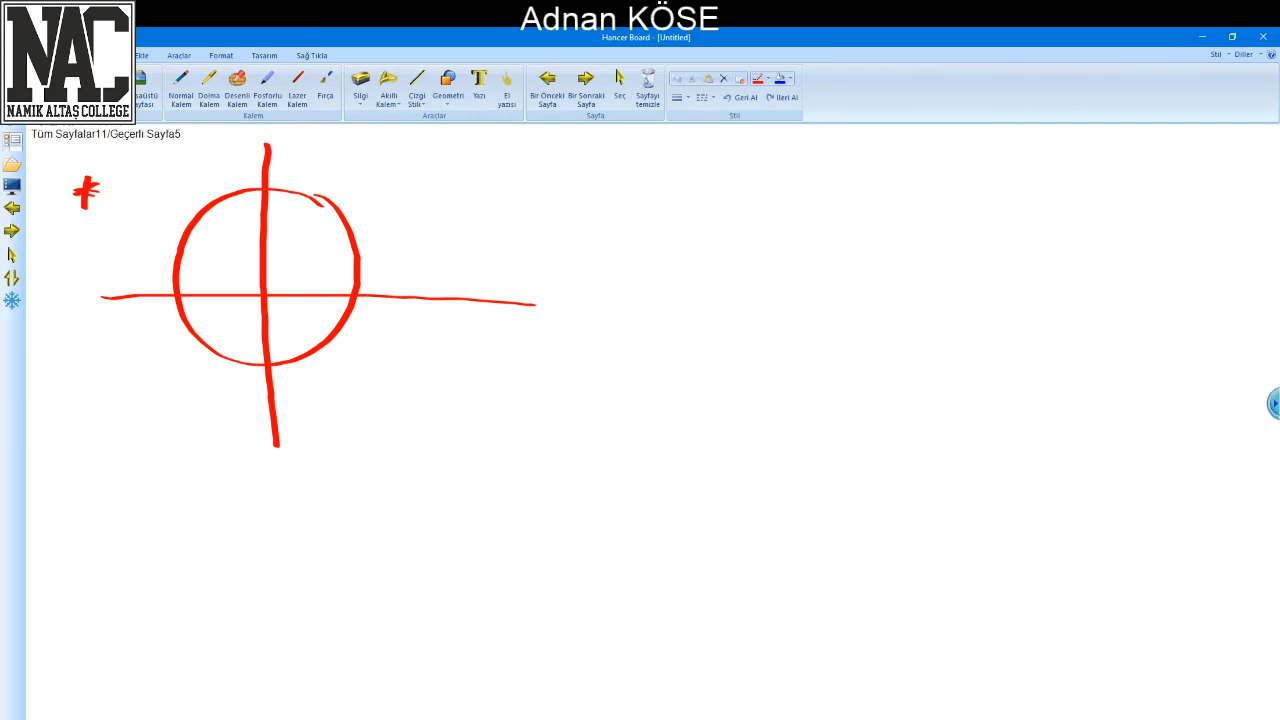 Adnan KÖSE
NAC
NAMIK ALTAŞ COLLEGE
Hancer Board - [Untitled]
Ekle Araçlar Format Tasarım Sağ Tıkla Stil Diller
Normal Kalem Dolma Kalem Desenli Kalem Fosforlu Kalem Lazer Kalem Fırça
Silgi Akıllı Kalem Çizgi Stili Geometri Yazı El yazısı
Bir Önceki Sayfa Bir Sonraki Sayfa Seç Sayfayi temizle
Geri Al İleri Al
Kalem Araçlar Sayfa Stil
Tüm Sayfalar11/Geçerli Sayfa5